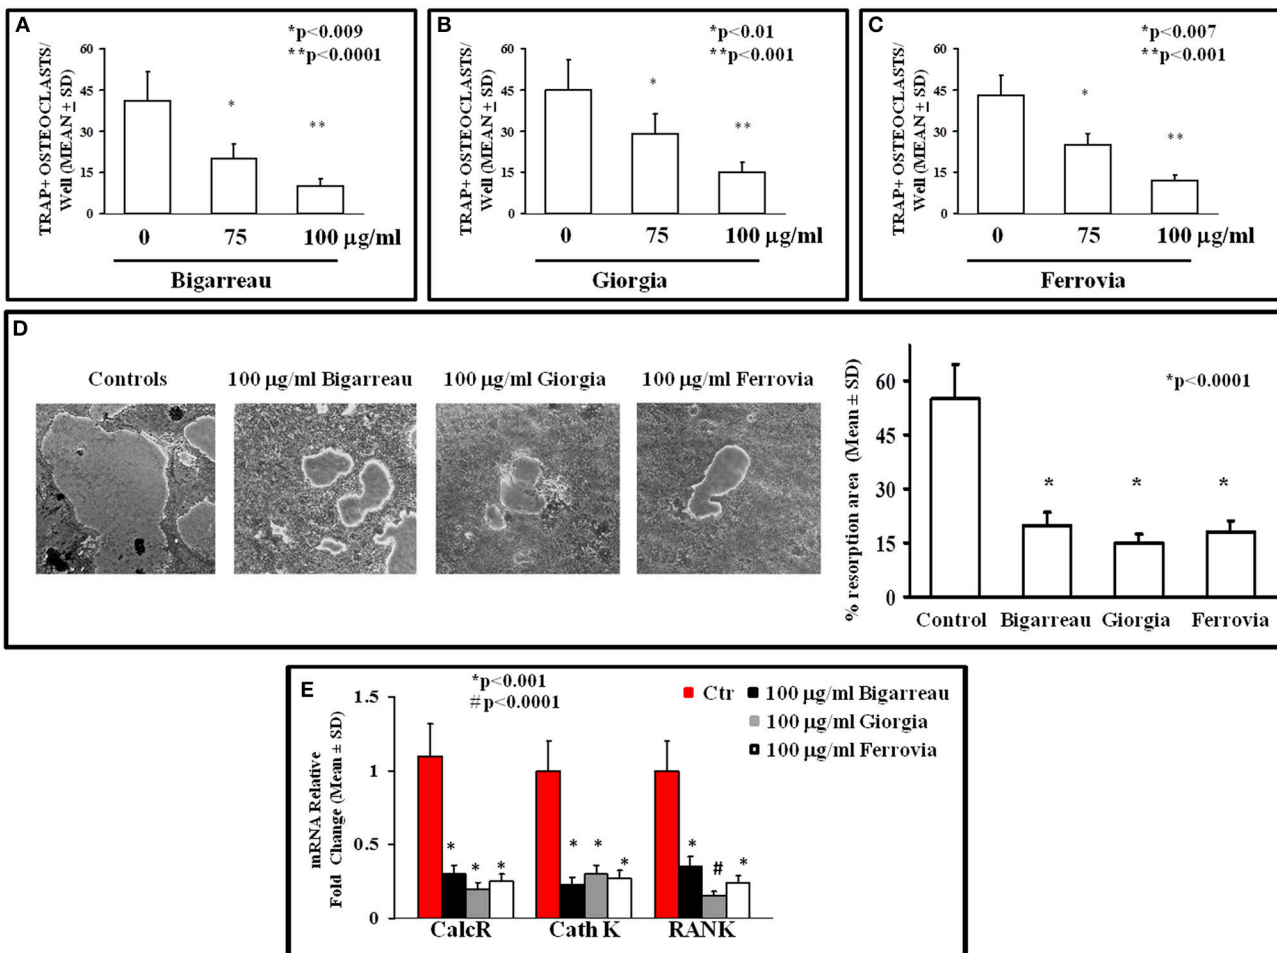 A
*p<0.009
**p<0.0001
TRAP+ OSTEOCLASTS/
Well (MEAN ± SD)
60
45
30
15
0
0 75 100 μg/ml
Bigarreau
B
*p<0.01
**p<0.001
TRAP+ OSTEOCLASTS/
Well (MEAN ± SD)
60
45
30
15
0
*
**
0 75 100 μg/ml
Giorgia
C
*p<0.007
**p<0.001
TRAP+ OSTEOCLASTS/
Well (MEAN ± SD)
60
45
30
15
0
*
**
0 75 100 μg/ml
Ferrovia
D
Controls
100 μg/ml Bigarreau
100 μg/ml Giorgia
100 μg/ml Ferrovia
% resorption area (Mean ± SD)
60
45
30
15
0
*p<0.0001
* * *
Control Bigarreau Giorgia Ferrovia
E
*p<0.001
#p<0.0001
Ctr
100 μg/ml Bigarreau
100 μg/ml Giorgia
100 μg/ml Ferrovia
mRNA Relative
Fold Change (Mean ± SD)
1.5
1
0.5
0
* * * * * * * # *
CalcR Cath K RANK